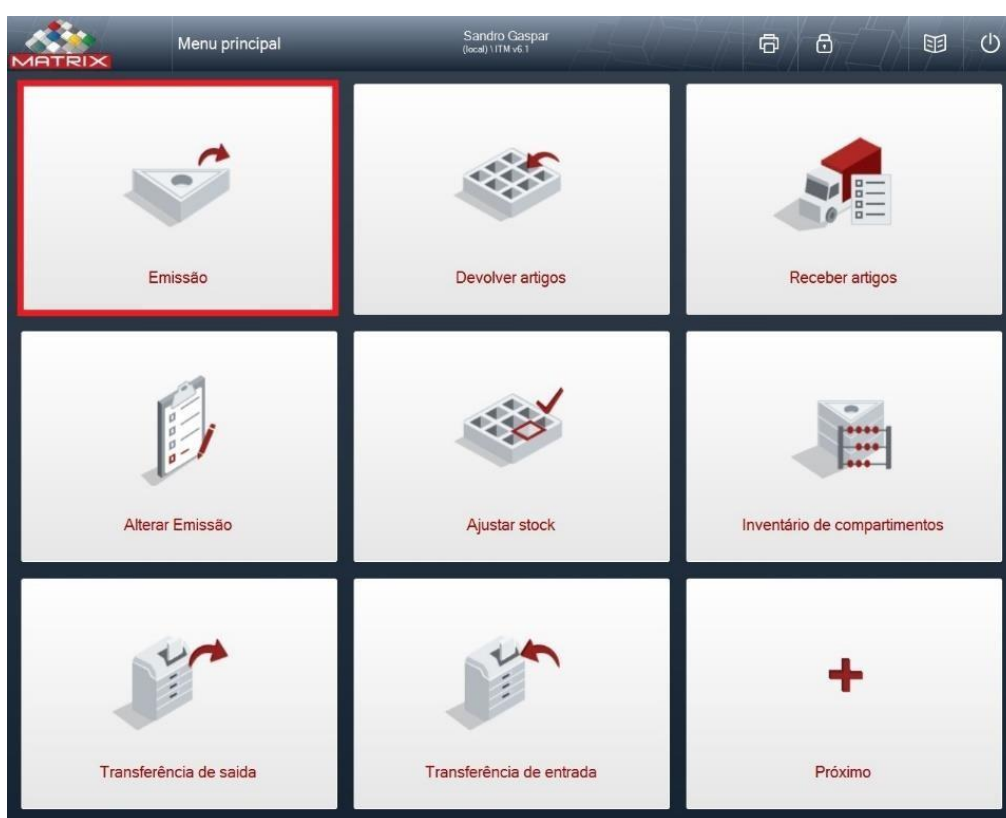 MATRIX
Menu principal
Sandro Gaspar
(local) \ ITM v6.1
Emissão
Devolver artigos
Receber artigos
Alterar Emissão
Ajustar stock
Inventário de compartimentos
Transferência de saida
Transferência de entrada
Próximo